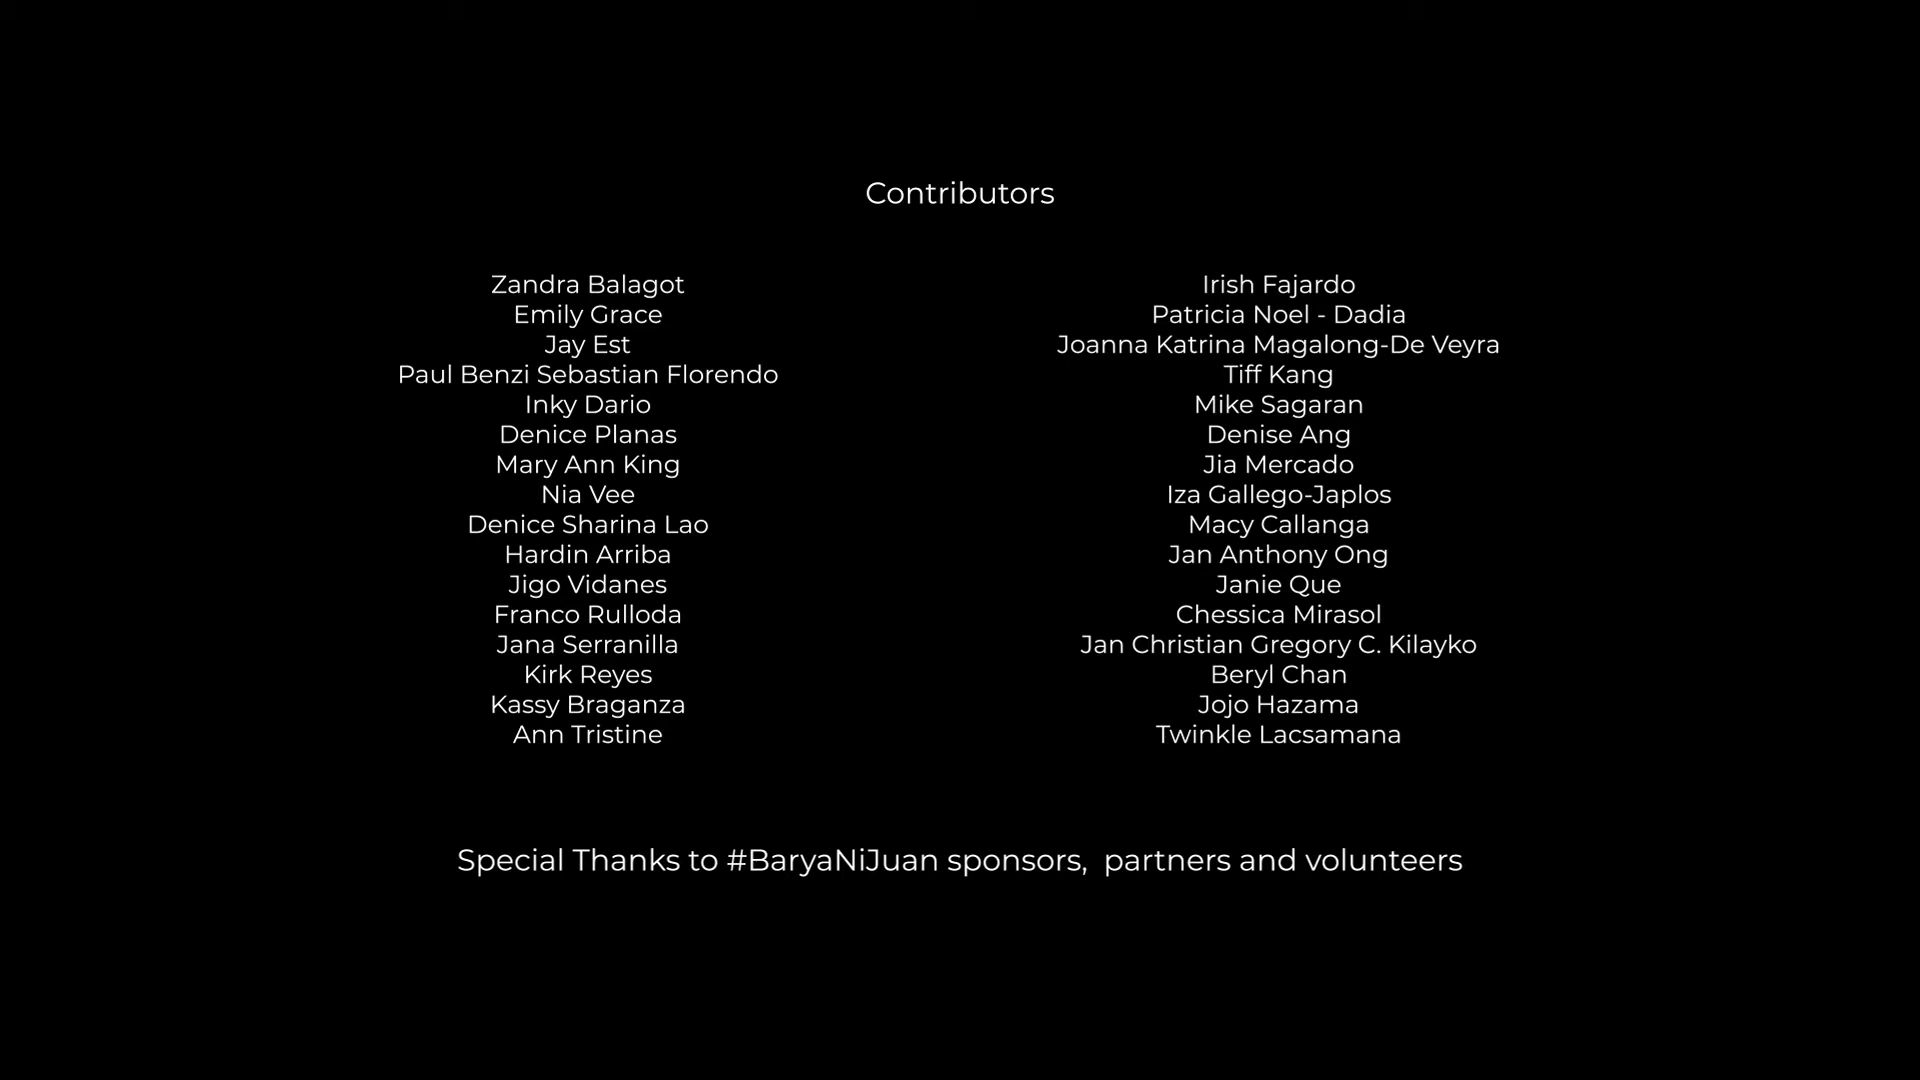 Contributors
Zandra Balagot
Emily Grace
Jay Est
Paul Benzi Sebastian Florendo
Inky Dario
Denice Planas
Mary Ann King
Nia Vee
Denice Sharina Lao
Hardin Arriba
Jigo Vidanes
Franco Rulloda
Jana Serranilla
Kirk Reyes
Kassy Braganza
Ann Tristine
Irish Fajardo
Patricia Noel - Dadia
Joanna Katrina Magalong-De Veyra
Tiff Kang
Mike Sagaran
Denise Ang
Jia Mercado
Iza Gallego-Japlos
Macy Callanga
Jan Anthony Ong
Janie Que
Chessica Mirasol
Jan Christian Gregory C. Kilayko
Beryl Chan
Jojo Hazama
Twinkle Lacsamana
Special Thanks to #BaryaNiJuan sponsors,  partners and volunteers